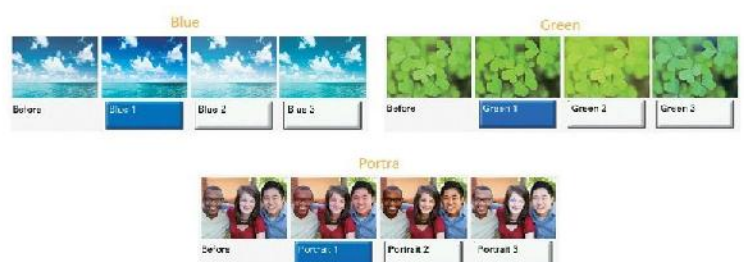 Blue
Before
Blue 1
Blue 2
Blue 3
Green
Before
Green 1
Green 2
Green 3
Portra
Before
Portrait 1
Portrait 2
Portrait 3